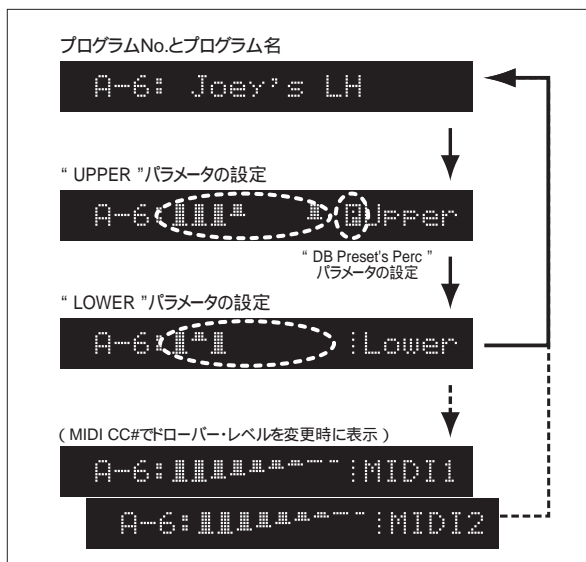 プログラムNo.とプログラム名
A-6: Joey's LH
“ UPPER ”パラメータの設定
A-6: P Upper
“ DB Preset's Perc ”
パラメータの設定
“ LOWER ”パラメータの設定
A-6: Lower
( MIDI CC#でドローバー・レベルを変更時に表示 )
A-6: MIDI1
A-6: MIDI2